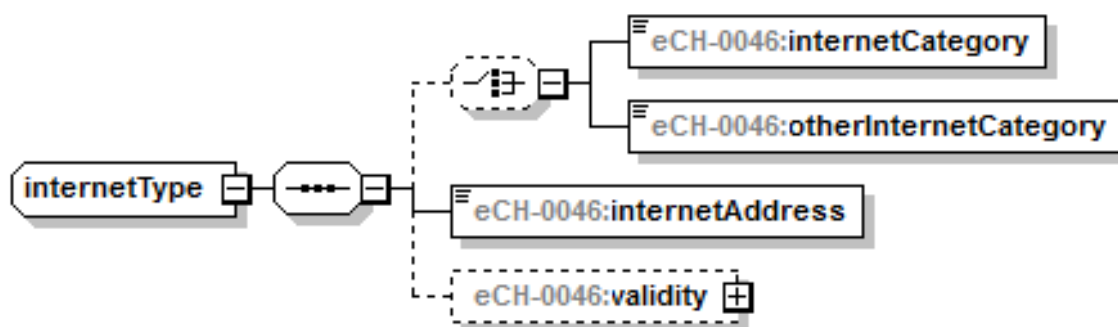 eCH-0046:internetCategory
eCH-0046:otherInternetCategory
internetType
eCH-0046:internetAddress
eCH-0046:validity